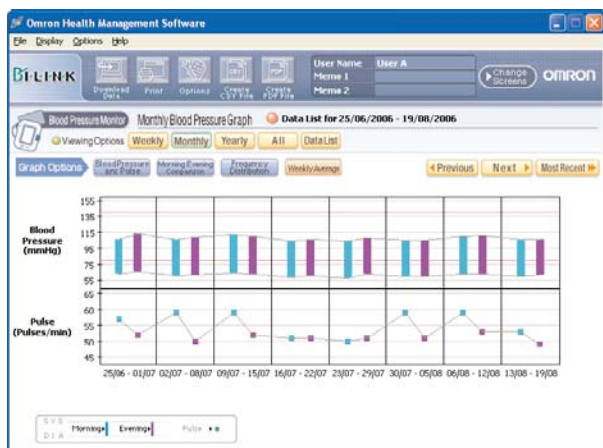 Omron Health Management Software
File Display Options Help
BI-LINK
Download Data
Print
Options
Create CSV File
Create PDF File
User Name User A
Memo 1
Memo 2
Change Screens
OMRON
Blood Pressure Monitor
Monthly Blood Pressure Graph
Data List for 25/06/2006 - 19/08/2006
Viewing Options
Weekly
Monthly
Yearly
All
Data List
Graph Options
Blood Pressure and Pulse
Morning Evening Comparison
Frequency Distribution
Weekly Average
Previous
Next
Most Recent
Blood Pressure (mmHg)
155
135
115
95
75
55
Pulse (Pulses/min)
65
60
55
50
45
25/06 - 01/07 02/07 - 08/07 09/07 - 15/07 16/07 - 22/07 23/07 - 29/07 30/07 - 05/08 06/08 - 12/08 13/08 - 19/08
SYS
DIA
Morning
Evening
Pulse